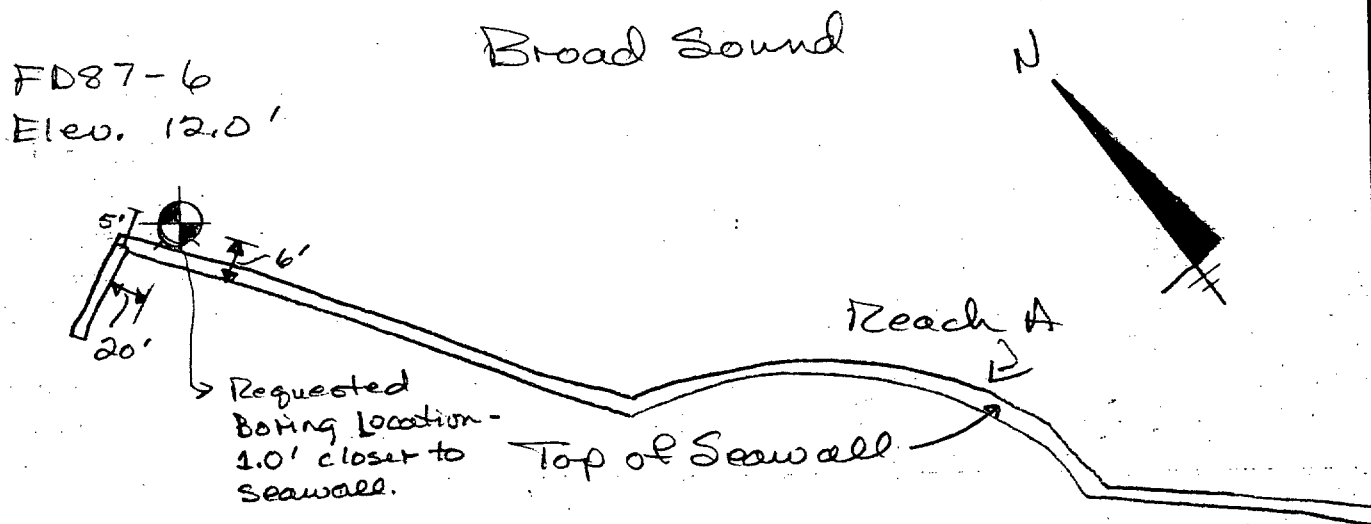 Broad Sound
N
FD87-6
Elev. 12.0'
5'
6'
20'
Reach A
Requested
Boring Location-
1.0' closer to
seawall.
Top of Seawall